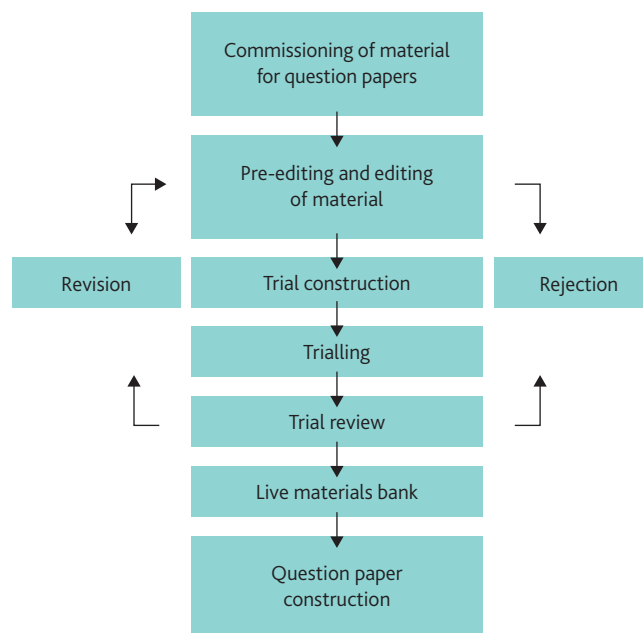 Commissioning of material
for question papers
Pre-editing and editing
of material
Revision
Trial construction
Rejection
Trialling
Trial review
Live materials bank
Question paper
construction